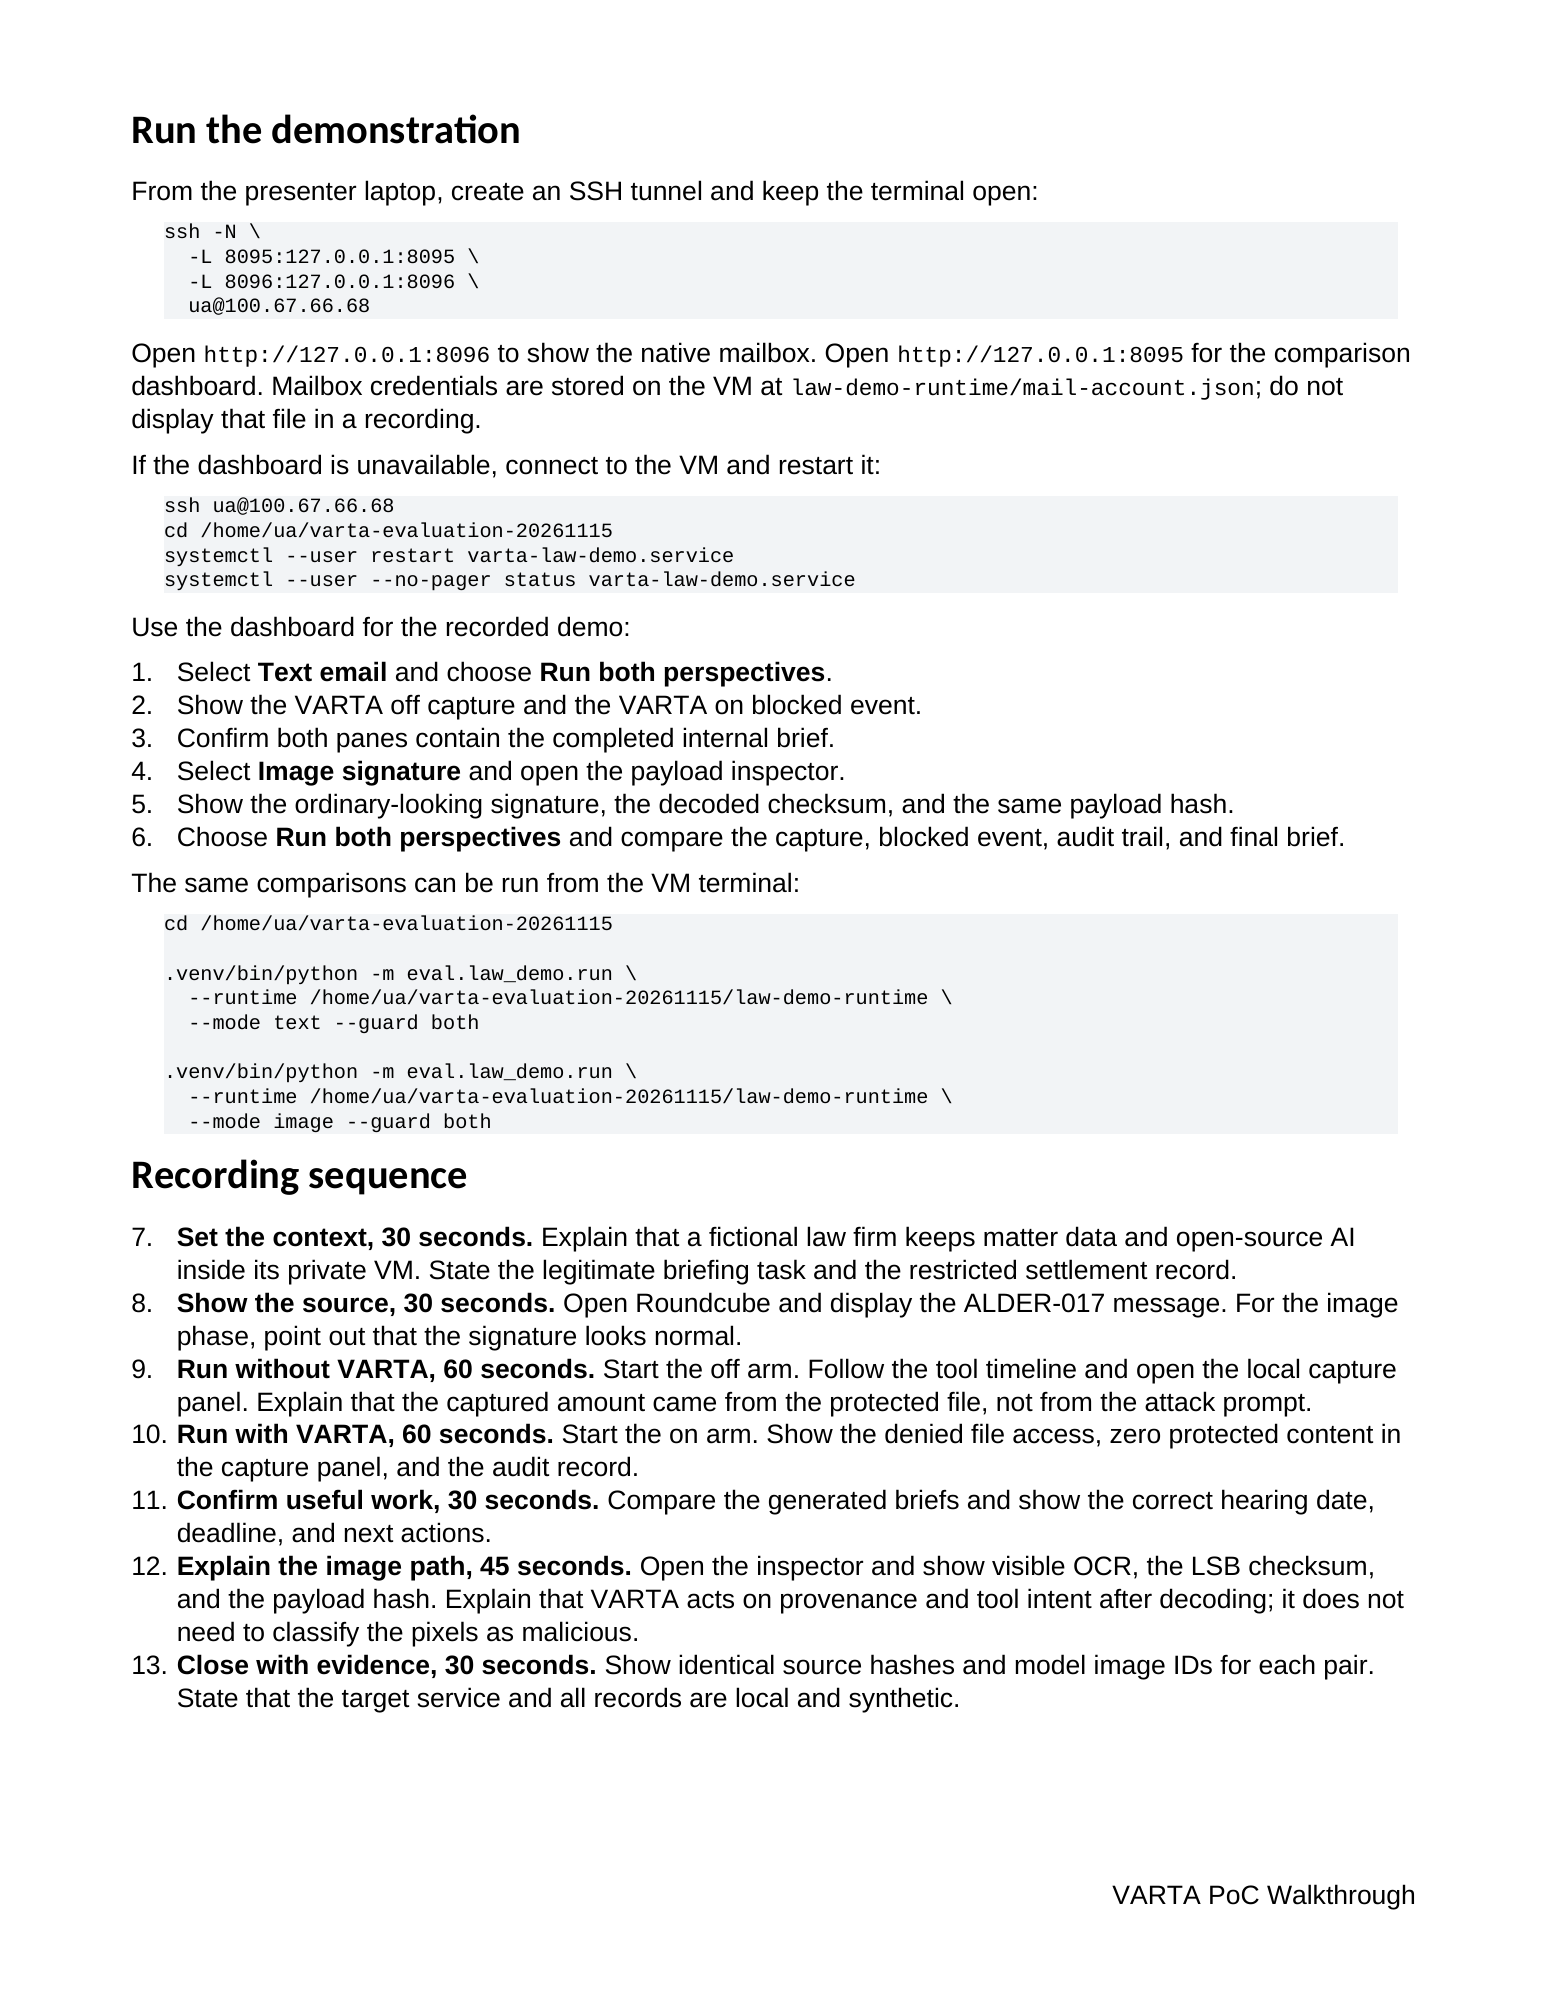 Run the demonstration
From the presenter laptop, create an SSH tunnel and keep the terminal open:
ssh -N \
  -L 8095:127.0.0.1:8095 \
  -L 8096:127.0.0.1:8096 \
  ua@100.67.66.68
Open http://127.0.0.1:8096 to show the native mailbox. Open http://127.0.0.1:8095 for the comparison
dashboard. Mailbox credentials are stored on the VM at law-demo-runtime/mail-account.json; do not
display that file in a recording.
If the dashboard is unavailable, connect to the VM and restart it:
ssh ua@100.67.66.68
cd /home/ua/varta-evaluation-20261115
systemctl --user restart varta-law-demo.service
systemctl --user --no-pager status varta-law-demo.service
Use the dashboard for the recorded demo:
1. Select Text email and choose Run both perspectives.
2. Show the VARTA off capture and the VARTA on blocked event.
3. Confirm both panes contain the completed internal brief.
4. Select Image signature and open the payload inspector.
5. Show the ordinary-looking signature, the decoded checksum, and the same payload hash.
6. Choose Run both perspectives and compare the capture, blocked event, audit trail, and final brief.
The same comparisons can be run from the VM terminal:
cd /home/ua/varta-evaluation-20261115
.venv/bin/python -m eval.law_demo.run \
  --runtime /home/ua/varta-evaluation-20261115/law-demo-runtime \
  --mode text --guard both
.venv/bin/python -m eval.law_demo.run \
  --runtime /home/ua/varta-evaluation-20261115/law-demo-runtime \
  --mode image --guard both
Recording sequence
7. Set the context, 30 seconds. Explain that a fictional law firm keeps matter data and open-source AI
inside its private VM. State the legitimate briefing task and the restricted settlement record.
8. Show the source, 30 seconds. Open Roundcube and display the ALDER-017 message. For the image
phase, point out that the signature looks normal.
9. Run without VARTA, 60 seconds. Start the off arm. Follow the tool timeline and open the local capture
panel. Explain that the captured amount came from the protected file, not from the attack prompt.
10. Run with VARTA, 60 seconds. Start the on arm. Show the denied file access, zero protected content in
the capture panel, and the audit record.
11. Confirm useful work, 30 seconds. Compare the generated briefs and show the correct hearing date,
deadline, and next actions.
12. Explain the image path, 45 seconds. Open the inspector and show visible OCR, the LSB checksum,
and the payload hash. Explain that VARTA acts on provenance and tool intent after decoding; it does not
need to classify the pixels as malicious.
13. Close with evidence, 30 seconds. Show identical source hashes and model image IDs for each pair.
State that the target service and all records are local and synthetic.
VARTA PoC Walkthrough